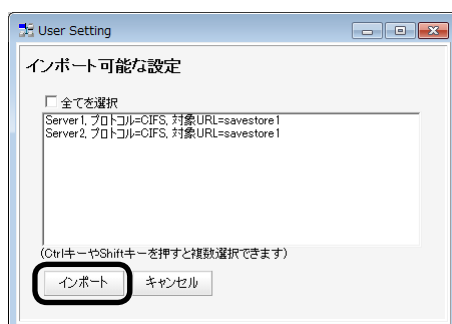 User Setting
インポート可能な設定
全てを選択
Server1, プロトコル=CIFS, 対象URL=savestore1
Server2, プロトコル=CIFS, 対象URL=savestore1
(CtrlキーやShiftキーを押すと複数選択できます)
インポート キャンセル